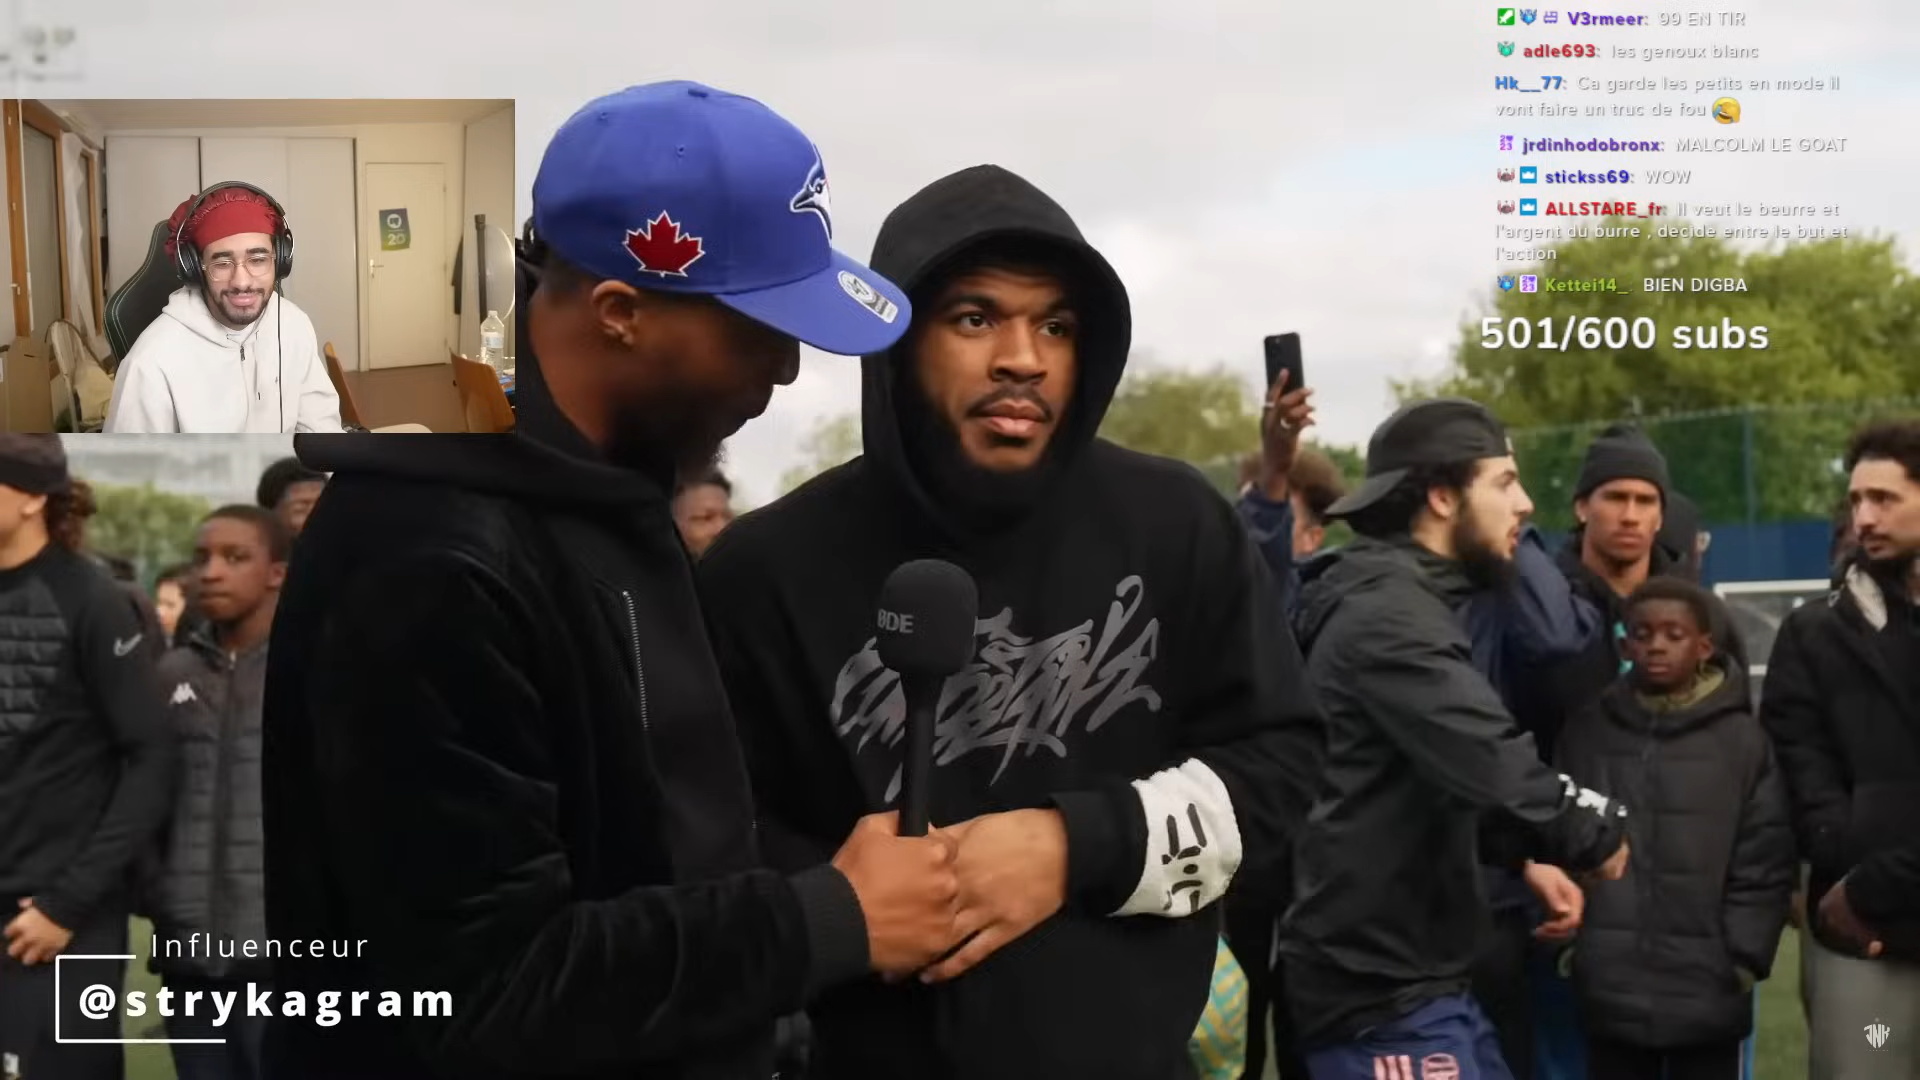 V3rmeer: 99 EN TIR
adle693: les genoux blanc
Hk__77: Ca garde les petits en mode il
vont faire un truc de fou
jrdinhodobronx: MALCOLM LE GOAT
stickss69: WOW
ALLSTARE_fr: Il veut le beurre et
l'argent du burre , decide entre le but et
l'action
Kettei14_: BIEN DIGBA
501/600 subs
20
BDE
Influenceur
@strykagram
JNK